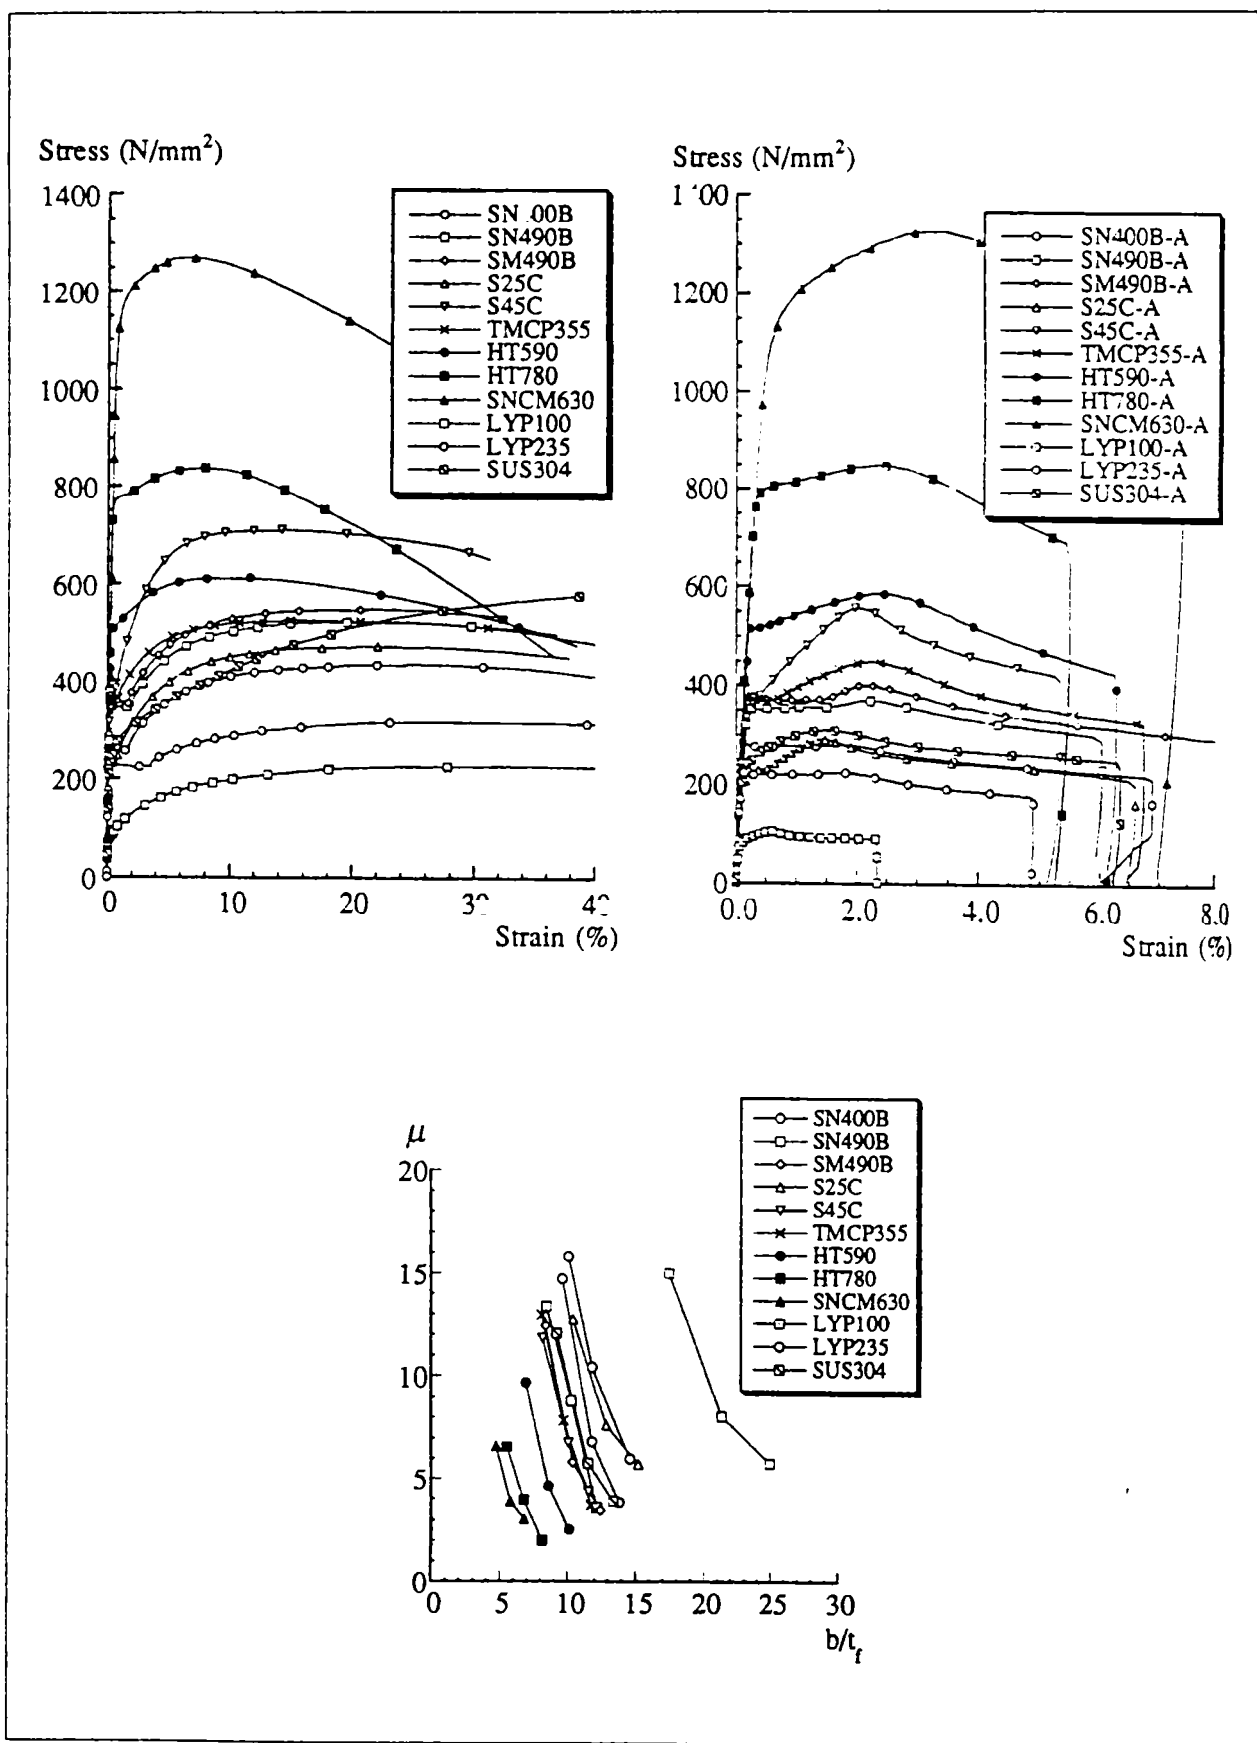 Stress (N/mm²)
1400
1200
1000
800
600
400
200
0
0
10
20
Strain (%)
SN 00B
SN490B
SM490B
S25C
S45C
TMCP355
HT590
HT780
SNCM630
LYP100
LYP235
SUS304
Stress (N/mm²)
1200
1000
800
600
400
200
0
0.0
2.0
4.0
6.0
8.0
Strain (%)
SN400B-A
SN490B-A
SM490B-A
S25C-A
S45C-A
TMCP355-A
HT590-A
HT780-A
SNCM630-A
LYP100-A
LYP235-A
SUS304-A
μ
20
15
10
5
0
0
5
10
15
20
25
30
b/t_f
SN400B
SN490B
SM490B
S25C
S45C
TMCP355
HT590
HT780
SNCM630
LYP100
LYP235
SUS304